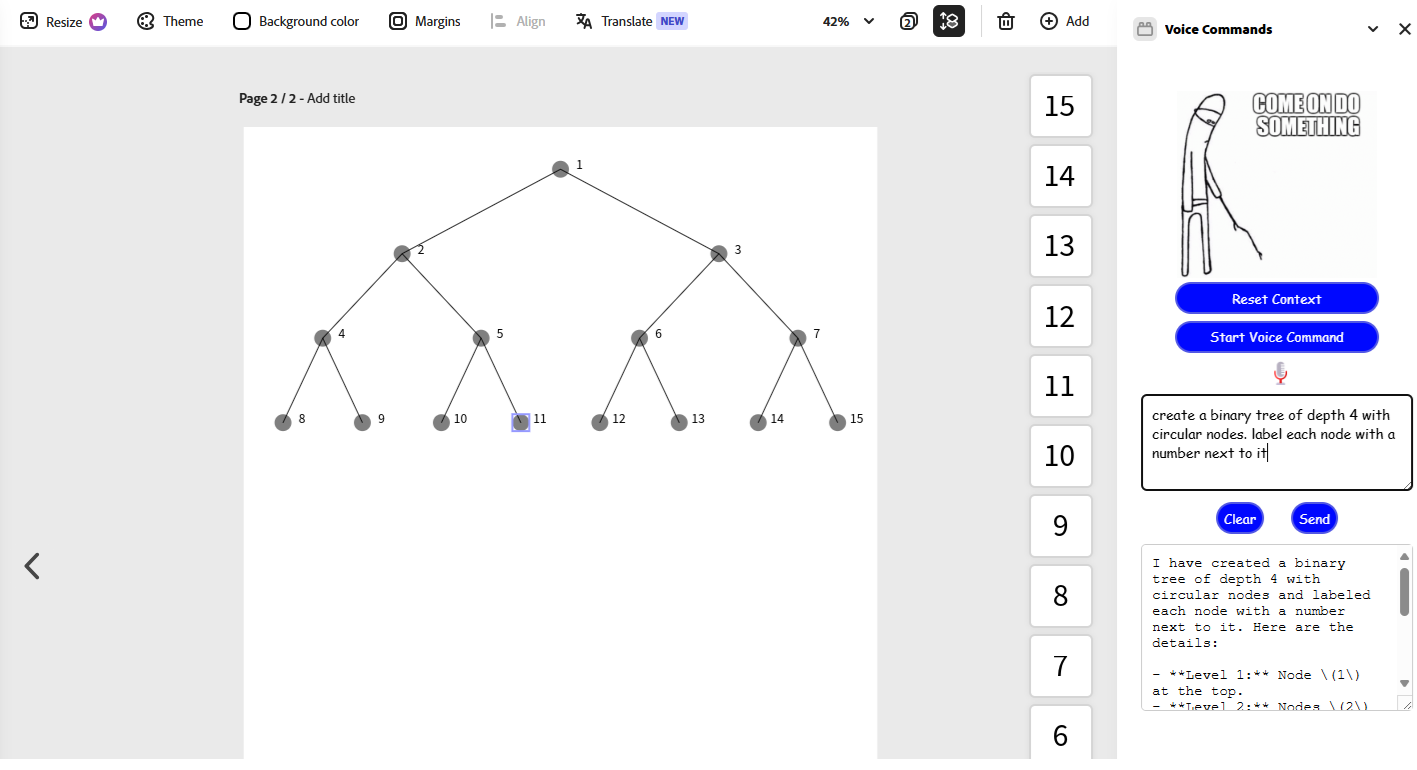 Resize
Theme
Background color
Margins
Align
Translate NEW
42%
2
Add
Voice Commands
Page 2 / 2 - Add title
1
2
3
4
5
6
7
8
9
10
11
12
13
14
15
15
14
13
12
11
10
9
8
7
6
COME ON DO
SOMETHING
Reset Context
Start Voice Command
create a binary tree of depth 4 with
circular nodes. label each node with a
number next to it
Clear
Send
I have created a binary
tree of depth 4 with
circular nodes and labeled
each node with a number
next to it. Here are the
details:
- **Level 1:** Node \(1\)
at the top.
- **Level 2:** Nodes \(2\)